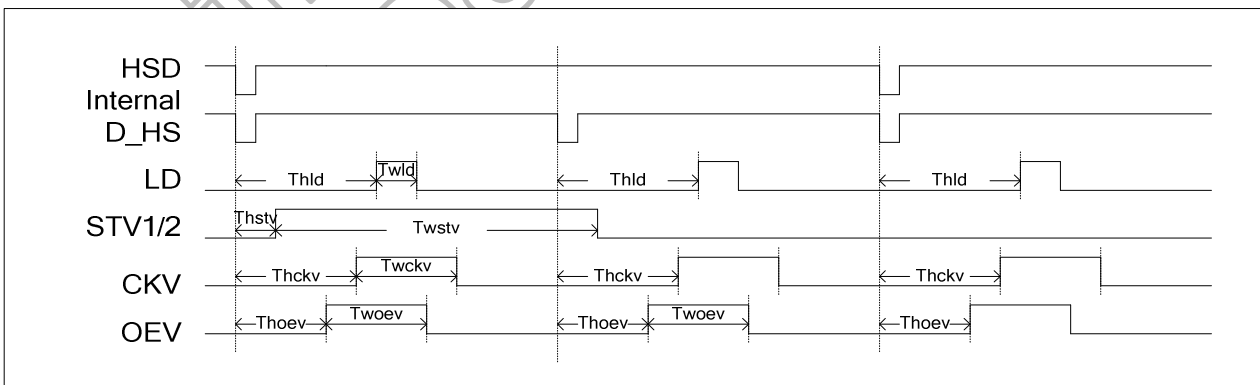 HSD
Internal
D_HS
LD Thld Twld Thld Thld
STV1/2 Thstv Twstv
CKV Thckv Twckv Thckv Thckv
OEV Thoev Twoev Thoev Twoev Thoev